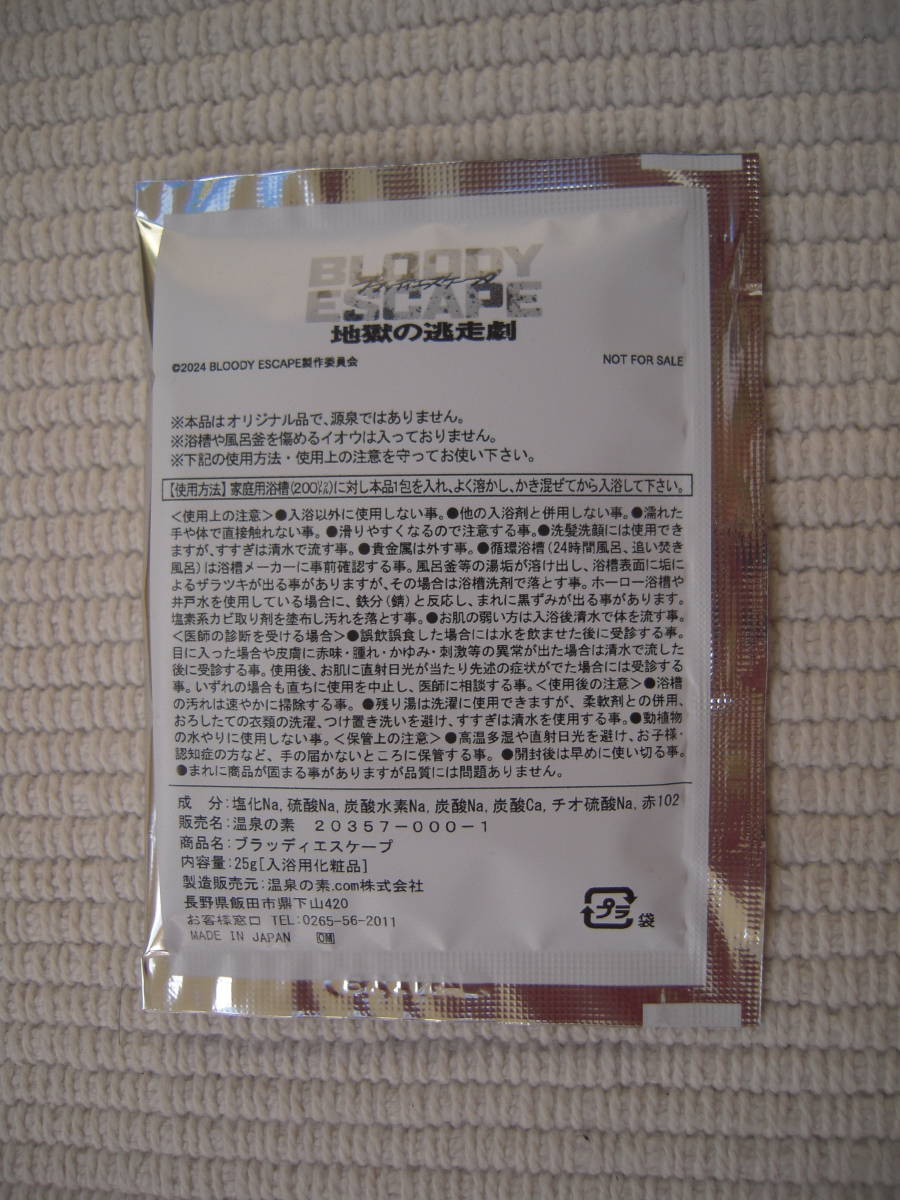 BLOODY
ブラッディエスケープ
ESCAPE
地獄の逃走劇
©2024 BLOODY ESCAPE製作委員会
NOT FOR SALE
※本品はオリジナル品で、源泉ではありません。
※浴槽や風呂釜を傷めるイオウは入っておりません。
※下記の使用方法・使用上の注意を守ってお使い下さい。
【使用方法】家庭用浴槽(200㍑)に対し本品1包を入れ、よく溶かし、かき混ぜてから入浴して下さい。
<使用上の注意>●入浴以外に使用しない事。●他の入浴剤と併用しない事。●濡れた
手や体で直接触れない事。●滑りやすくなるので注意する事。●洗髪洗顔には使用でき
ますが、すすぎは清水で流す事。●貴金属は外す事。●循環浴槽(24時間風呂、追い焚き
風呂)は浴槽メーカーに事前確認する事。風呂釜等の湯垢が溶け出し、浴槽表面に垢に
よるザラツキが出る事がありますが、その場合は浴槽洗剤で落とす事。ホーロー浴槽や
井戸水を使用している場合に、鉄分(錆)と反応し、まれに黒ずみが出る事があります。
塩素系カビ取り剤を塗布し汚れを落とす事。●お肌の弱い方は入浴後清水で体を流す事。
<医師の診断を受ける場合>●誤飲誤食した場合には水を飲ませた後に受診する事。
目に入った場合や皮膚に赤味・腫れ・かゆみ・刺激等の異常が出た場合は清水で流した
後に受診する事。使用後、お肌に直射日光が当たり先述の症状がでた場合には受診する
事。いずれの場合も直ちに使用を中止し、医師に相談する事。<使用後の注意>●浴槽
の汚れは速やかに掃除する事。●残り湯は洗濯に使用できますが、柔軟剤との併用、
おろしたての衣類の洗濯、つけ置き洗いを避け、すすぎは清水を使用する事。●動植物
の水やりに使用しない事。<保管上の注意>●高温多湿や直射日光を避け、お子様・
認知症の方など、手の届かないところに保管する事。●開封後は早めに使い切る事。
●まれに商品が固まる事がありますが品質には問題ありません。
成 分:塩化Na, 硫酸Na, 炭酸水素Na, 炭酸Na, 炭酸Ca, チオ硫酸Na, 赤102
販売名:温泉の素 20357-000-1
商品名:ブラッディエスケープ
内容量:25g[入浴用化粧品]
製造販売元:温泉の素.com株式会社
長野県飯田市鼎下山420
お客様窓口 TEL:0265-56-2011
MADE IN JAPAN OM
プラ
袋